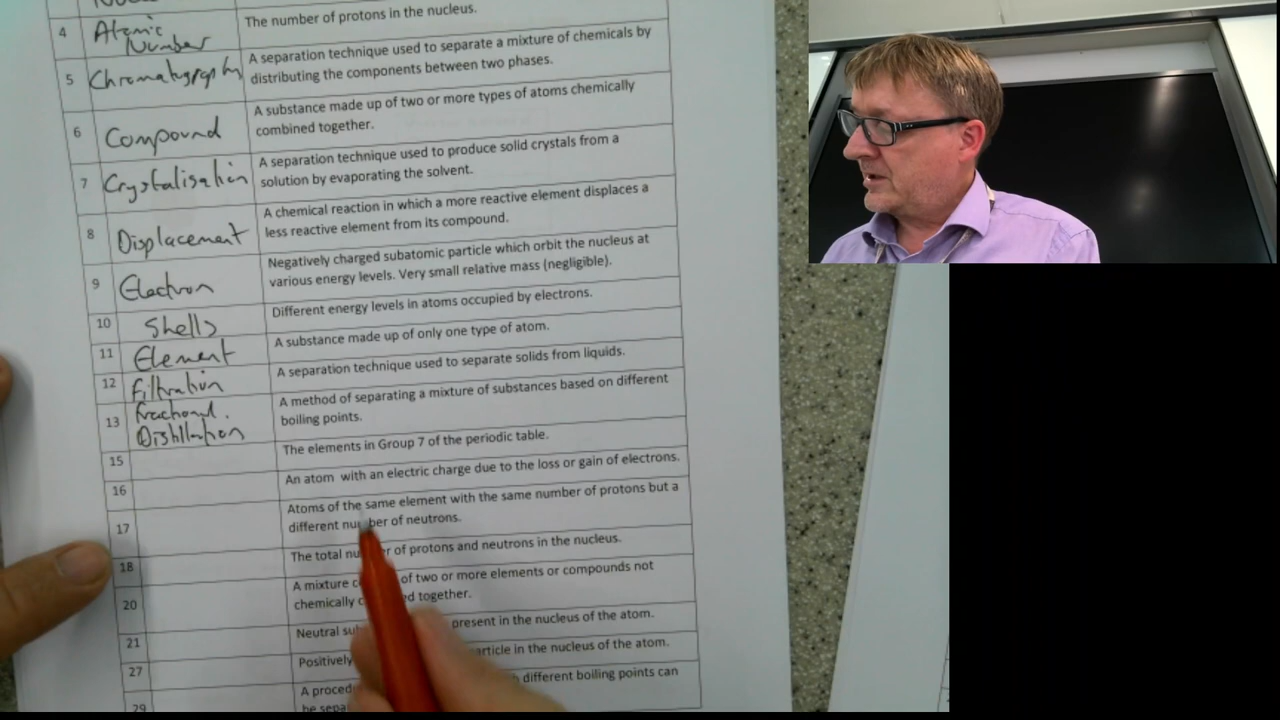 4
Atomic
Number
The number of protons in the nucleus.
5
Chromatography
A separation technique used to separate a mixture of chemicals by
distributing the components between two phases.
6
Compound
A substance made up of two or more types of atoms chemically
combined together.
7
Crystalisation
A separation technique used to produce solid crystals from a
solution by evaporating the solvent.
8
Displacement
A chemical reaction in which a more reactive element displaces a
less reactive element from its compound.
9
Electron
Negatively charged subatomic particle which orbit the nucleus at
various energy levels. Very small relative mass (negligible).
10
Shells
Different energy levels in atoms occupied by electrons.
11
Element
A substance made up of only one type of atom.
12
Filtration
A separation technique used to separate solids from liquids.
13
Fractional.
Distillation
A method of separating a mixture of substances based on different
boiling points.
15
The elements in Group 7 of the periodic table.
16
An atom with an electric charge due to the loss or gain of electrons.
17
Atoms of the same element with the same number of protons but a
different number of neutrons.
18
The total of protons and neutrons in the nucleus.
20
A mixture of two or more elements or compounds not
chemically together.
21
Neutral present in the nucleus of the atom.
27
Positively particle in the nucleus of the atom.
29
A different boiling points can
be